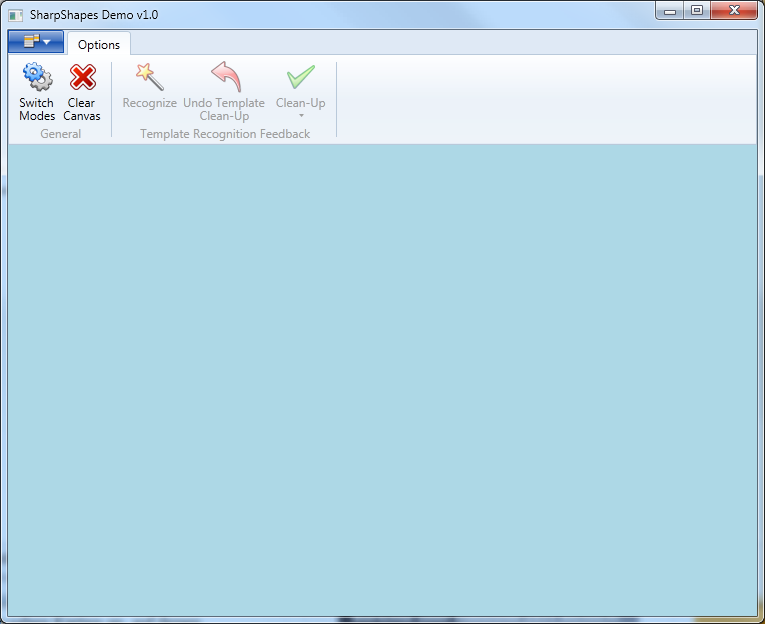 SharpShapes Demo v1.0
Options
Switch
Modes
Clear
Canvas
General
Recognize
Undo Template
Clean-Up
Clean-Up
Template Recognition Feedback